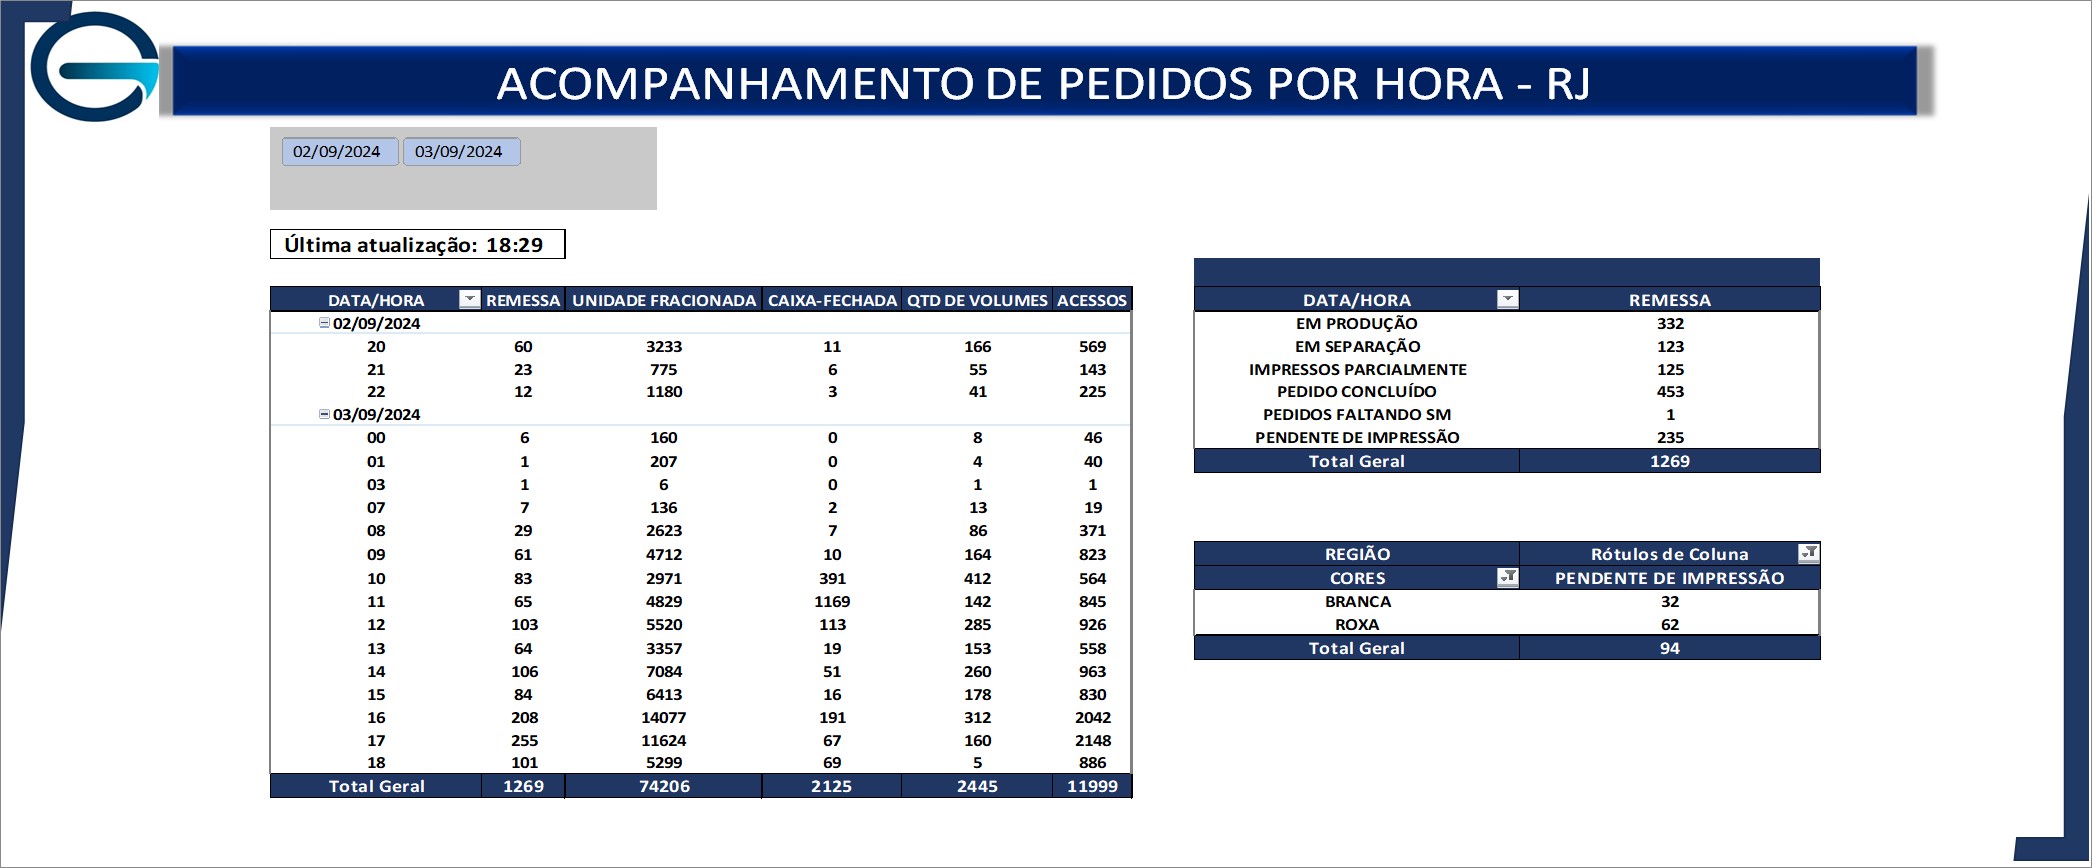 ACOMPANHAMENTO DE PEDIDOS POR HORA - RJ
02/09/2024 03/09/2024
Última atualização: 18:29
DATA/HORA REMESSA UNIDADE FRACIONADA CAIXA-FECHADA QTD DE VOLUMES ACESSOS
02/09/2024
20 60 3233 11 166 569
21 23 775 6 55 143
22 12 1180 3 41 225
03/09/2024
00 6 160 0 8 46
01 1 207 0 4 40
03 1 6 0 1 1
07 7 136 2 13 19
08 29 2623 7 86 371
09 61 4712 10 164 823
10 83 2971 391 412 564
11 65 4829 1169 142 845
12 103 5520 113 285 926
13 64 3357 19 153 558
14 106 7084 51 260 963
15 84 6413 16 178 830
16 208 14077 191 312 2042
17 255 11624 67 160 2148
18 101 5299 69 5 886
Total Geral 1269 74206 2125 2445 11999
DATA/HORA REMESSA
EM PRODUÇÃO 332
EM SEPARAÇÃO 123
IMPRESSOS PARCIALMENTE 125
PEDIDO CONCLUÍDO 453
PEDIDOS FALTANDO SM 1
PENDENTE DE IMPRESSÃO 235
Total Geral 1269
REGIÃO Rótulos de Coluna
CORES PENDENTE DE IMPRESSÃO
BRANCA 32
ROXA 62
Total Geral 94